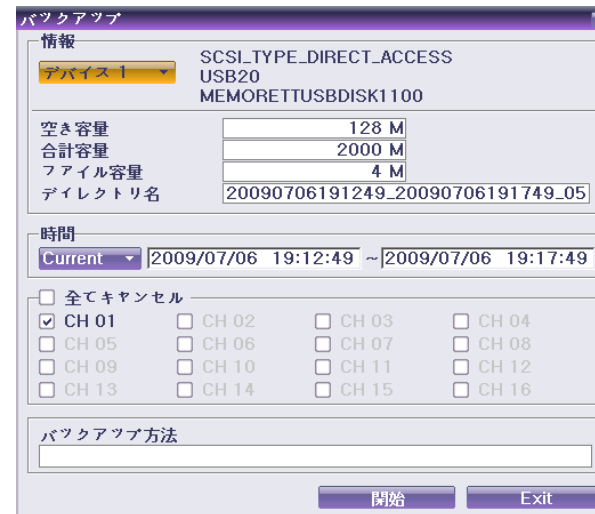 バックアップ
情報
デバイス 1
SCSI_TYPE_DIRECT_ACCESS
USB20
MEMORETTUSBDISK1100
空き容量 128 M
合計容量 2000 M
ファイル容量 4 M
ディレクトリ名 20090706191249_20090706191749_05
時間
Current 2009/07/06 19:12:49 ~ 2009/07/06 19:17:49
全てキャンセル
CH 01 CH 02 CH 03 CH 04
CH 05 CH 06 CH 07 CH 08
CH 09 CH 10 CH 11 CH 12
CH 13 CH 14 CH 15 CH 16
バックアップ方法
開始 Exit